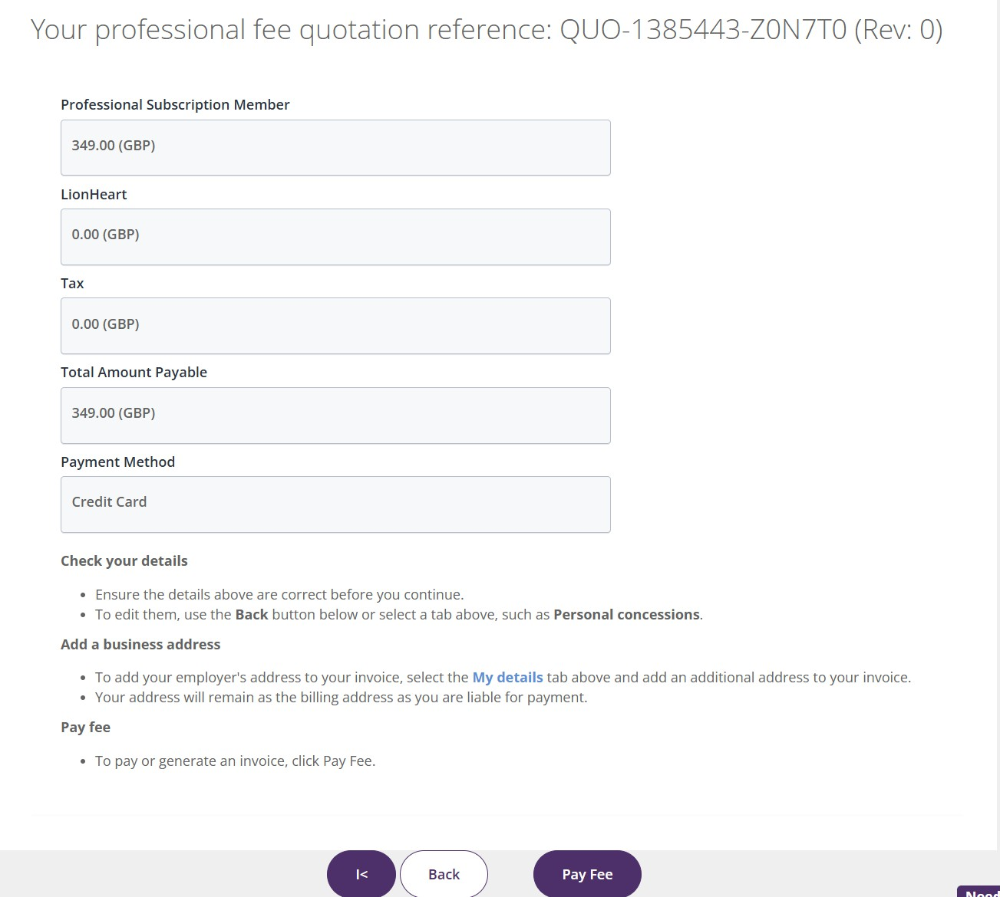 Your professional fee quotation reference: QUO-1385443-Z0N7T0 (Rev: 0)
Professional Subscription Member
349.00 (GBP)
LionHeart
0.00 (GBP)
Tax
0.00 (GBP)
Total Amount Payable
349.00 (GBP)
Payment Method
Credit Card
Check your details
• Ensure the details above are correct before you continue.
• To edit them, use the Back button below or select a tab above, such as Personal concessions.
Add a business address
• To add your employer's address to your invoice, select the My details tab above and add an additional address to your invoice.
• Your address will remain as the billing address as you are liable for payment.
Pay fee
• To pay or generate an invoice, click Pay Fee.
I< Back Pay Fee